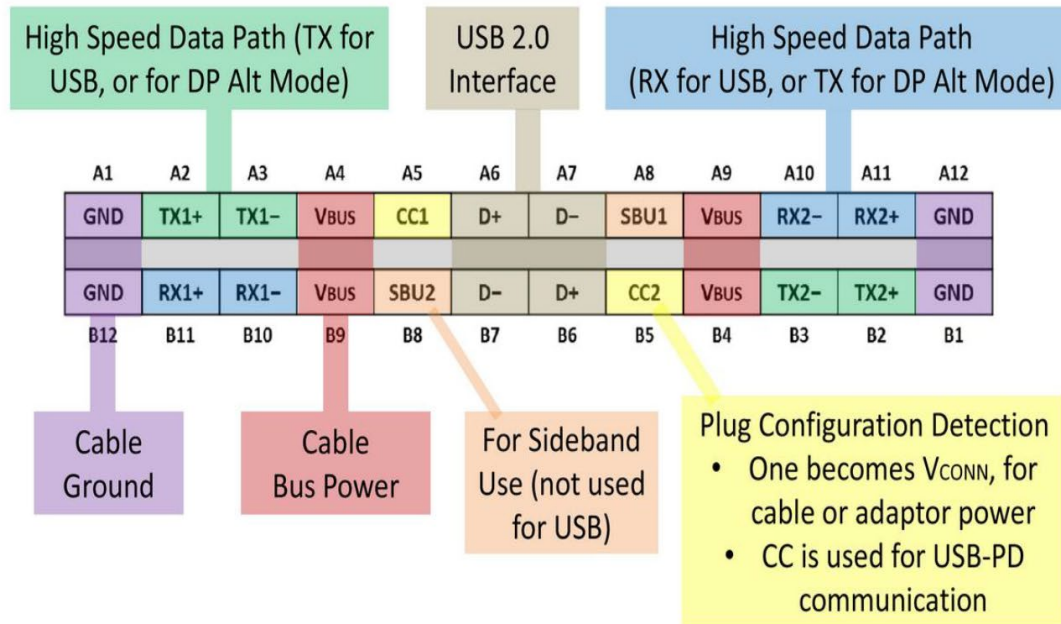 High Speed Data Path (TX for
USB, or for DP Alt Mode)
USB 2.0
Interface
High Speed Data Path
(RX for USB, or TX for DP Alt Mode)
A1 A2 A3 A4 A5 A6 A7 A8 A9 A10 A11 A12
GND TX1+ TX1− VBUS CC1 D+ D− SBU1 VBUS RX2− RX2+ GND
GND RX1+ RX1− VBUS SBU2 D− D+ CC2 VBUS TX2− TX2+ GND
B12 B11 B10 B9 B8 B7 B6 B5 B4 B3 B2 B1
Cable
Ground
Cable
Bus Power
For Sideband
Use (not used
for USB)
Plug Configuration Detection
• One becomes VCONN, for
cable or adaptor power
• CC is used for USB-PD
communication